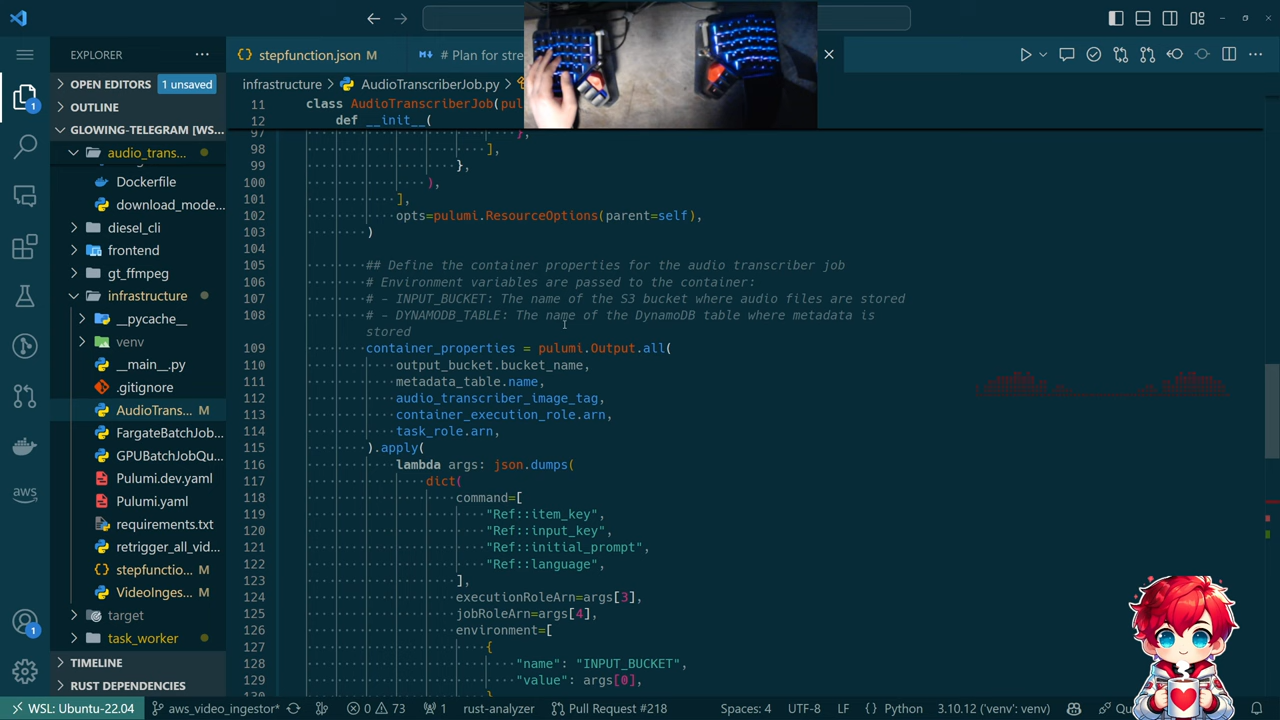 EXPLORER
OPEN EDITORS
1 unsaved
OUTLINE
GLOWING-TELEGRAM [WS...
audio_trans...
Dockerfile
download_mode...
diesel_cli
frontend
gt_ffmpeg
infrastructure
__pycache__
venv
__main__.py
.gitignore
AudioTrans... M
FargateBatchJob...
GPUBatchJobQu...
Pulumi.dev.yaml
Pulumi.yaml
requirements.txt
retrigger_all_vid...
stepfunctio... M
VideoInges... M
target
task_worker
TIMELINE
RUST DEPENDENCIES
aws
1
1
stepfunction.json M
# Plan for stre
infrastructure > AudioTranscriberJob.py >
11 class AudioTranscriberJob(pul
12 def __init__(
97 },
98 ],
99 },
100 ),
101 ],
102 opts=pulumi.ResourceOptions(parent=self),
103 )
104
105 ## Define the container properties for the audio transcriber job
106 # Environment variables are passed to the container:
107 # - INPUT_BUCKET: The name of the S3 bucket where audio files are stored
108 # - DYNAMODB_TABLE: The name of the DynamoDB table where metadata is
stored
109 container_properties = pulumi.Output.all(
110 output_bucket.bucket_name,
111 metadata_table.name,
112 audio_transcriber_image_tag,
113 container_execution_role.arn,
114 task_role.arn,
115 ).apply(
116 lambda args: json.dumps(
117 dict(
118 command=[
119 "Ref::item_key",
120 "Ref::input_key",
121 "Ref::initial_prompt",
122 "Ref::language",
123 ],
124 executionRoleArn=args[3],
125 jobRoleArn=args[4],
126 environment=[
127 {
128 "name": "INPUT_BUCKET",
129 "value": args[0],
130 }
WSL: Ubuntu-22.04 aws_video_ingestor* 0 73 1 rust-analyzer Pull Request #218 Spaces: 4 UTF-8 LF Python 3.10.12 ('venv': venv)